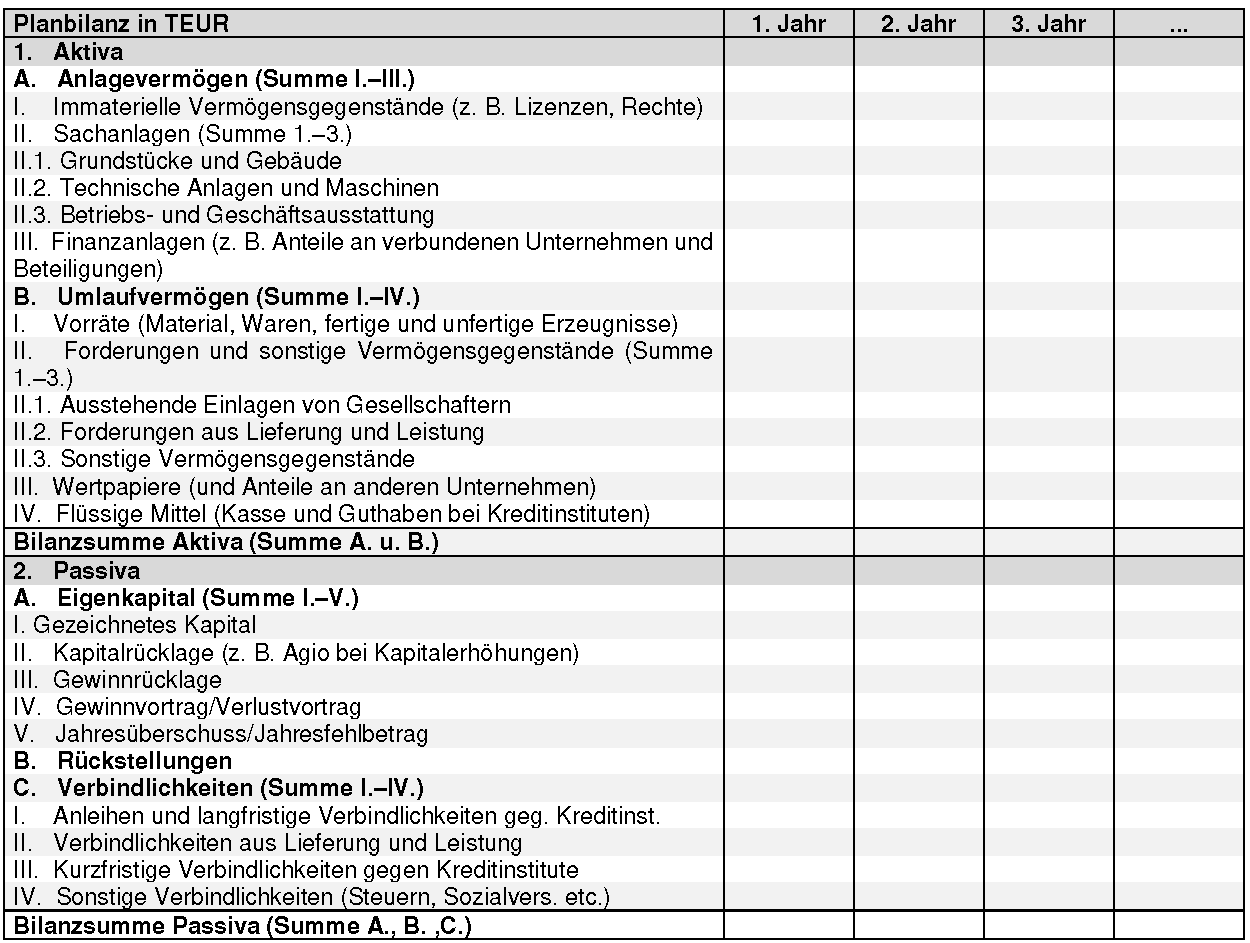 Planbilanz in TEUR 1. Jahr 2. Jahr 3. Jahr ...
1. Aktiva
A. Anlagevermögen (Summe I.–III.)
I. Immaterielle Vermögensgegenstände (z. B. Lizenzen, Rechte)
II. Sachanlagen (Summe 1.–3.)
II.1. Grundstücke und Gebäude
II.2. Technische Anlagen und Maschinen
II.3. Betriebs- und Geschäftsausstattung
III. Finanzanlagen (z. B. Anteile an verbundenen Unternehmen und
Beteiligungen)
B. Umlaufvermögen (Summe I.–IV.)
I. Vorräte (Material, Waren, fertige und unfertige Erzeugnisse)
II. Forderungen und sonstige Vermögensgegenstände (Summe
1.–3.)
II.1. Ausstehende Einlagen von Gesellschaftern
II.2. Forderungen aus Lieferung und Leistung
II.3. Sonstige Vermögensgegenstände
III. Wertpapiere (und Anteile an anderen Unternehmen)
IV. Flüssige Mittel (Kasse und Guthaben bei Kreditinstituten)
Bilanzsumme Aktiva (Summe A. u. B.)
2. Passiva
A. Eigenkapital (Summe I.–V.)
I. Gezeichnetes Kapital
II. Kapitalrücklage (z. B. Agio bei Kapitalerhöhungen)
III. Gewinnrücklage
IV. Gewinnvortrag/Verlustvortrag
V. Jahresüberschuss/Jahresfehlbetrag
B. Rückstellungen
C. Verbindlichkeiten (Summe I.–IV.)
I. Anleihen und langfristige Verbindlichkeiten geg. Kreditinst.
II. Verbindlichkeiten aus Lieferung und Leistung
III. Kurzfristige Verbindlichkeiten gegen Kreditinstitute
IV. Sonstige Verbindlichkeiten (Steuern, Sozialvers. etc.)
Bilanzsumme Passiva (Summe A., B. ,C.)